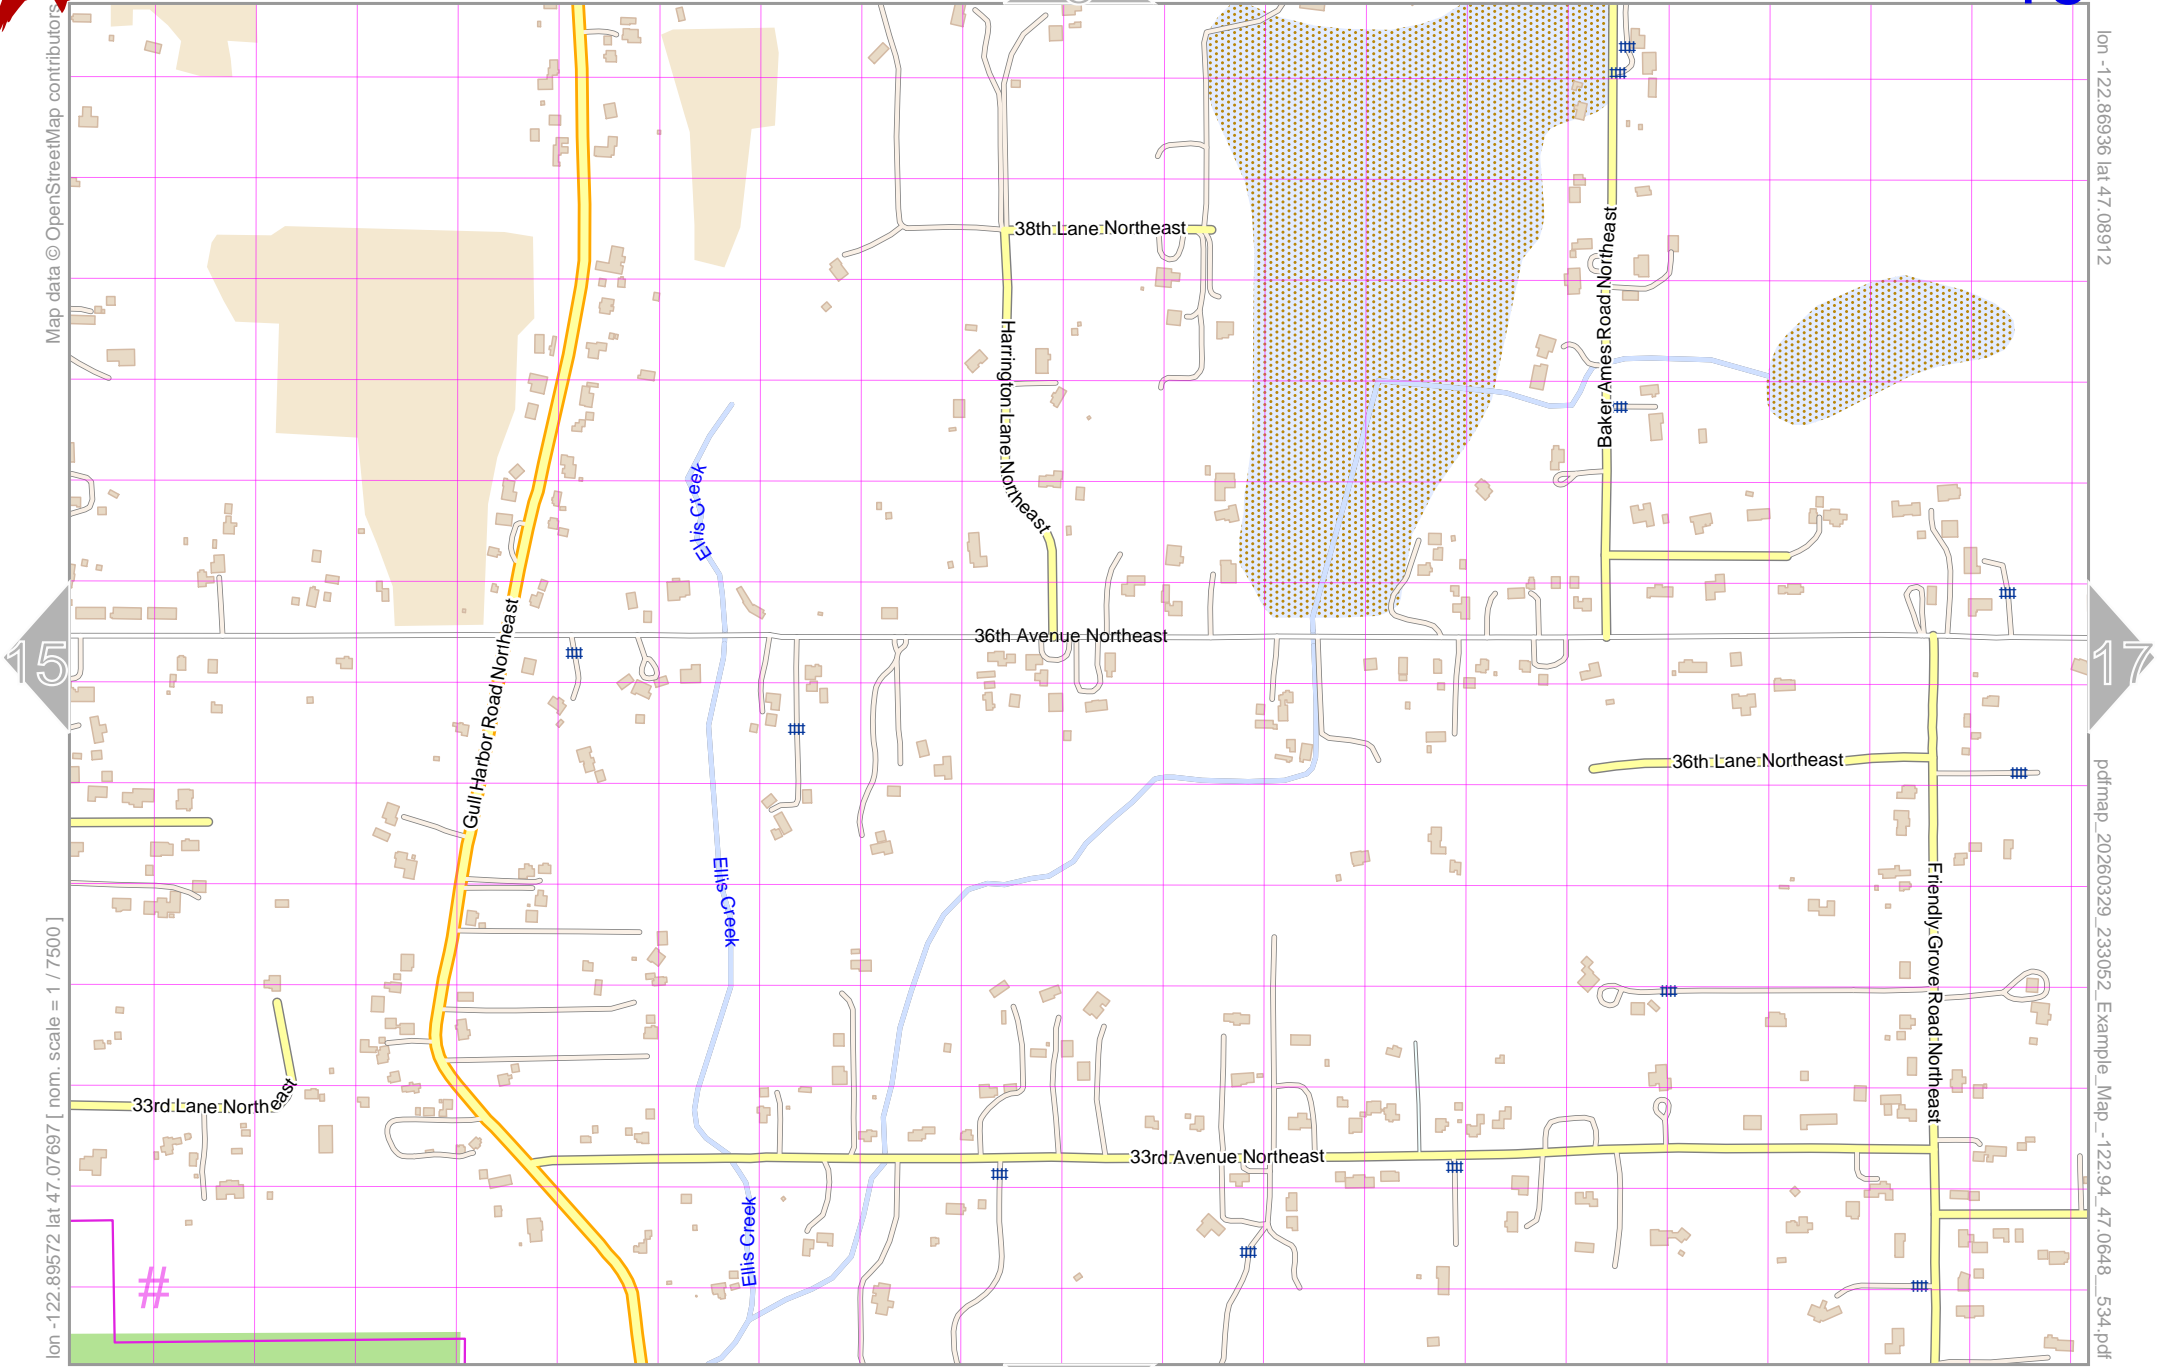 Map data © OpenStreetMap contributors
lon -122.86936 lat 47.08912
38th Lane Northeast
Baker Ames Road Northeast
Harrington Lane Northeast
Ellis Creek
Gull Harbor Road Northeast
36th Avenue Northeast
15
17
36th Lane Northeast
Ellis Creek
Friendly Grove Road Northeast
33rd Lane Northeast
33rd Avenue Northeast
Ellis Creek
#
lon -122.89572 lat 47.07697 [ nom. scale = 1 / 7500 ]
pdfmap_20260329_233052_Example_Map_-122.94_47.0648__534.pdf